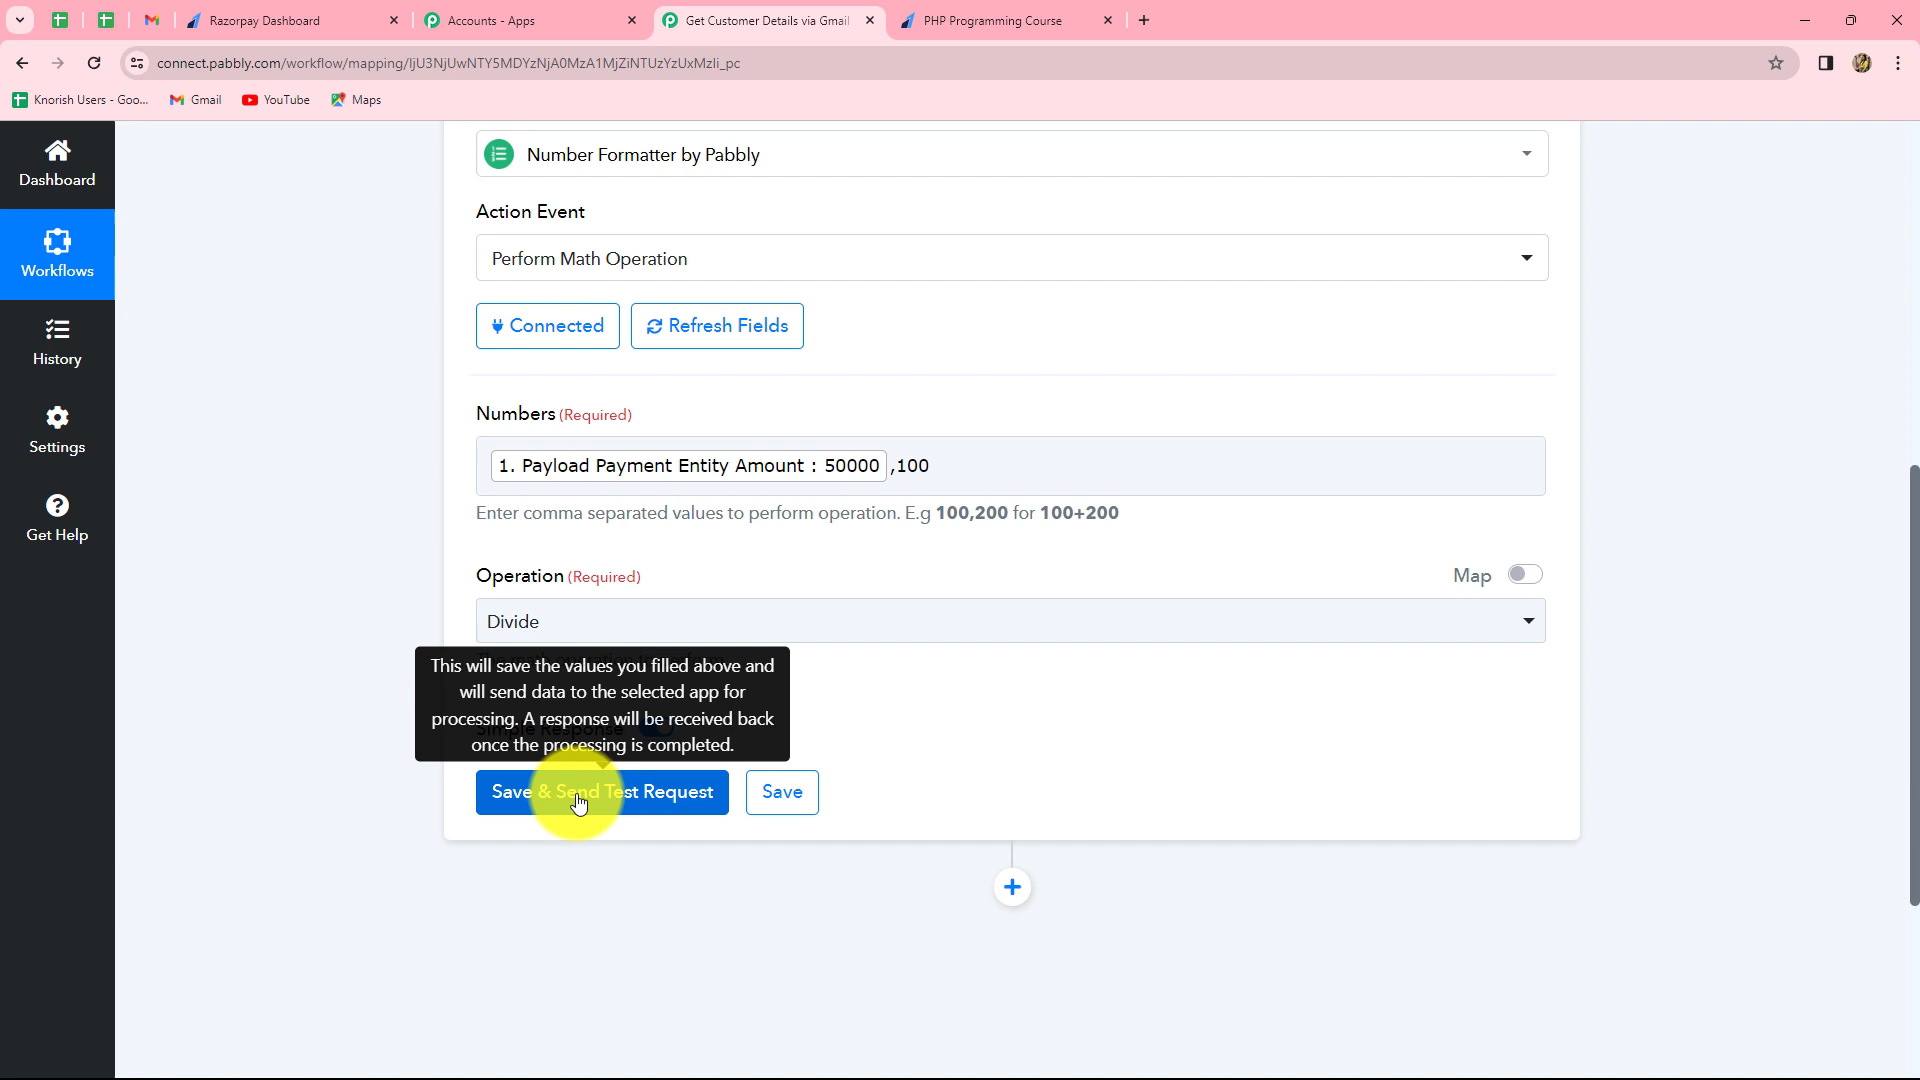 Razorpay Dashboard
Accounts - Apps
Get Customer Details via Gmail
PHP Programming Course
connect.pabbly.com/workflow/mapping/IjU3NjUwNTY5MDYzNjA0MzA1MjZiNTUzYzUxMzIi_pc
Knorish Users - Goo...
Gmail
YouTube
Maps
Dashboard
Workflows
History
Settings
Get Help
Number Formatter by Pabbly
Action Event
Perform Math Operation
Connected
Refresh Fields
Numbers (Required)
1. Payload Payment Entity Amount : 50000 ,100
Enter comma separated values to perform operation. E.g 100,200 for 100+200
Operation (Required)
Map
Divide
This will save the values you filled above and
will send data to the selected app for
processing. A response will be received back
once the processing is completed.
Simple Response
Save & Send Test Request
Save